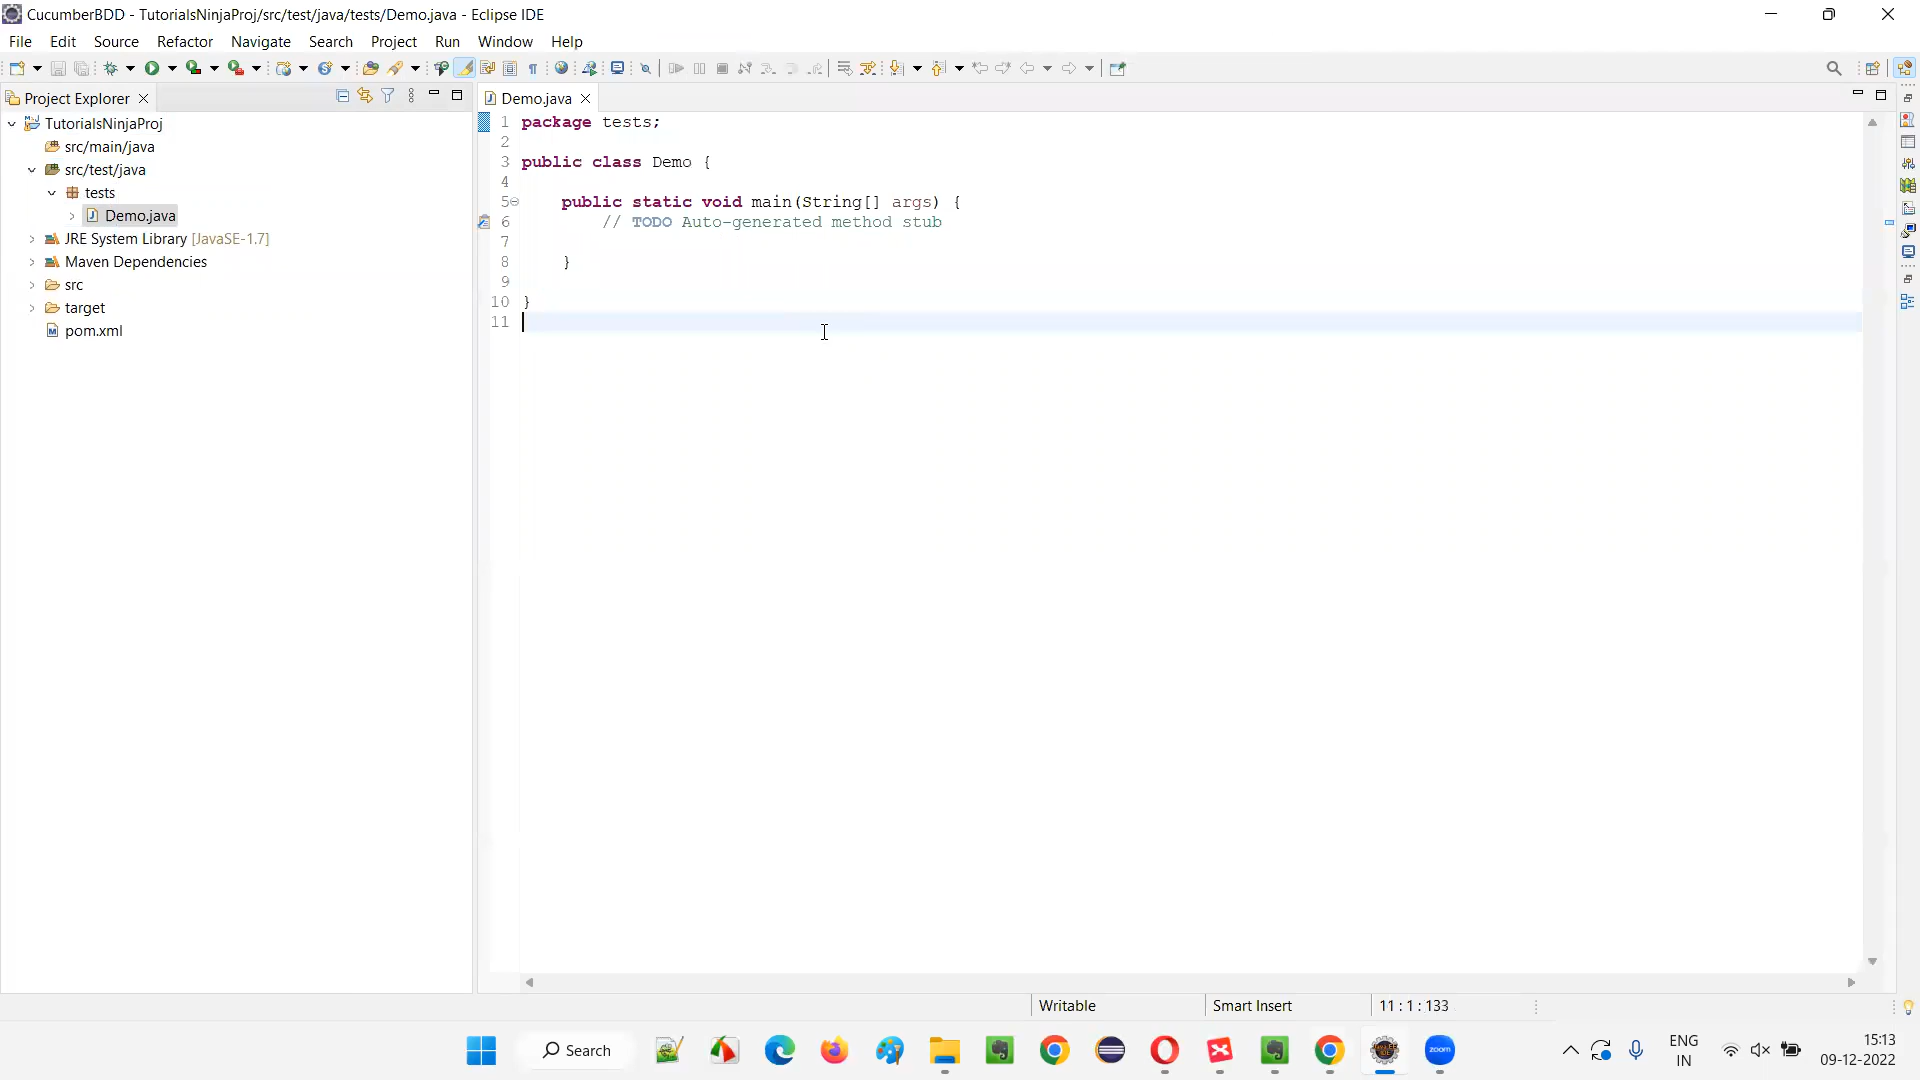 CucumberBDD - TutorialsNinjaProj/src/test/java/tests/Demo.java - Eclipse IDE
File Edit Source Refactor Navigate Search Project Run Window Help
Project Explorer
Demo.java
TutorialsNinjaProj
src/main/java
src/test/java
tests
Demo.java
JRE System Library [JavaSE-1.7]
Maven Dependencies
src
target
pom.xml
1 package tests;
2
3 public class Demo {
4
5 public static void main(String[] args) {
6 // TODO Auto-generated method stub
7
8 }
9
10 }
11
Writable
Smart Insert
11 : 1 : 133
Search
zoom
ENG
IN
15:13
09-12-2022